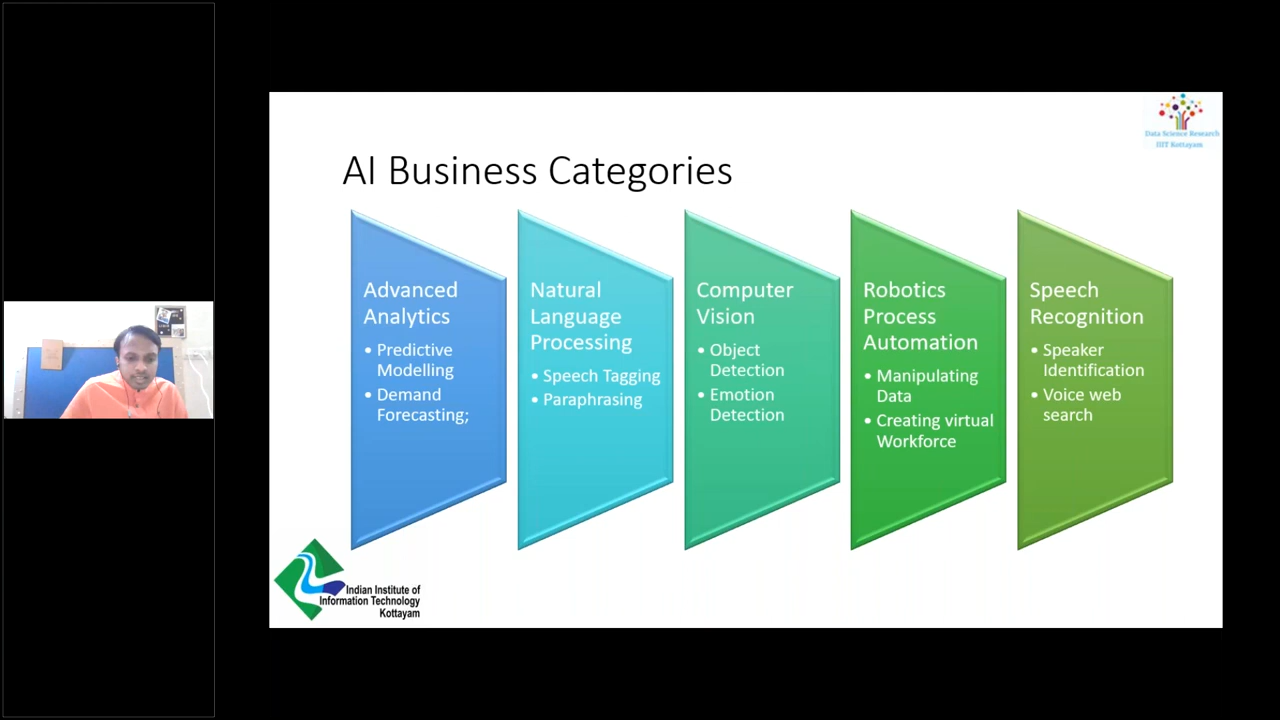 Data Science Research
IIIT Kottayam
AI Business Categories
Advanced
Analytics
• Predictive
Modelling
• Demand
Forecasting;
Natural
Language
Processing
• Speech Tagging
• Paraphrasing
Computer
Vision
• Object
Detection
• Emotion
Detection
Robotics
Process
Automation
• Manipulating
Data
• Creating virtual
Workforce
Speech
Recognition
• Speaker
Identification
• Voice web
search
Indian Institute of
Information Technology
Kottayam